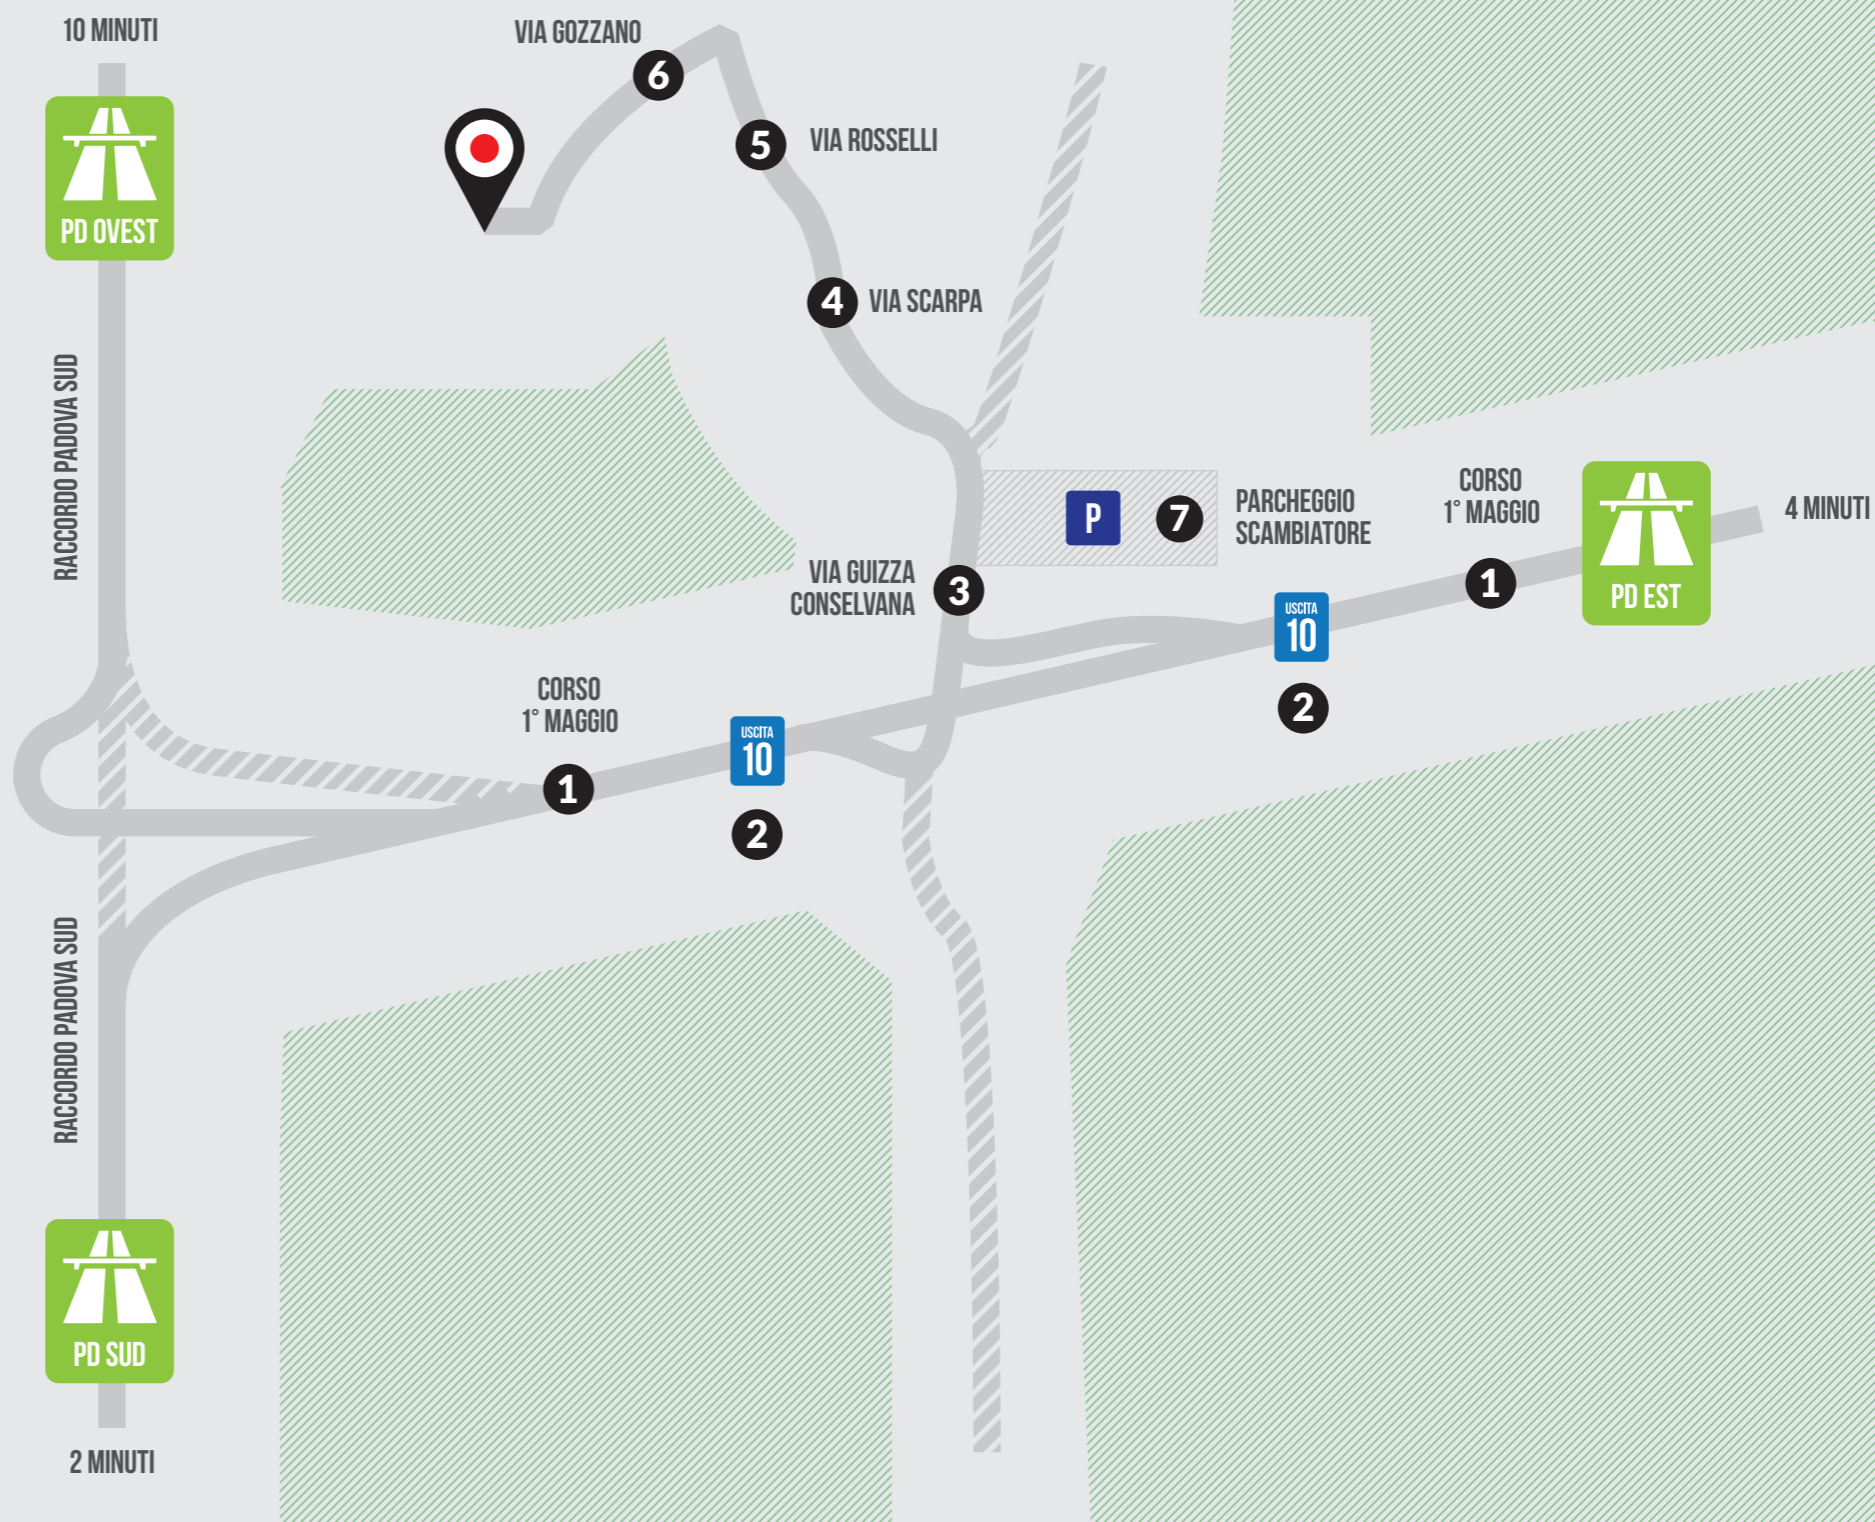 10 MINUTI
VIA GOZZANO
6
5
VIA ROSSELLI
PD OVEST
4
VIA SCARPA
RACCORDO PADOVA SUD
P
7
PARCHEGGIO
SCAMBIATORE
CORSO
1° MAGGIO
4 MINUTI
VIA GUIZZA
CONSELVANA
3
1
PD EST
USCITA
10
2
CORSO
1° MAGGIO
1
USCITA
10
2
RACCORDO PADOVA SUD
PD SUD
2 MINUTI